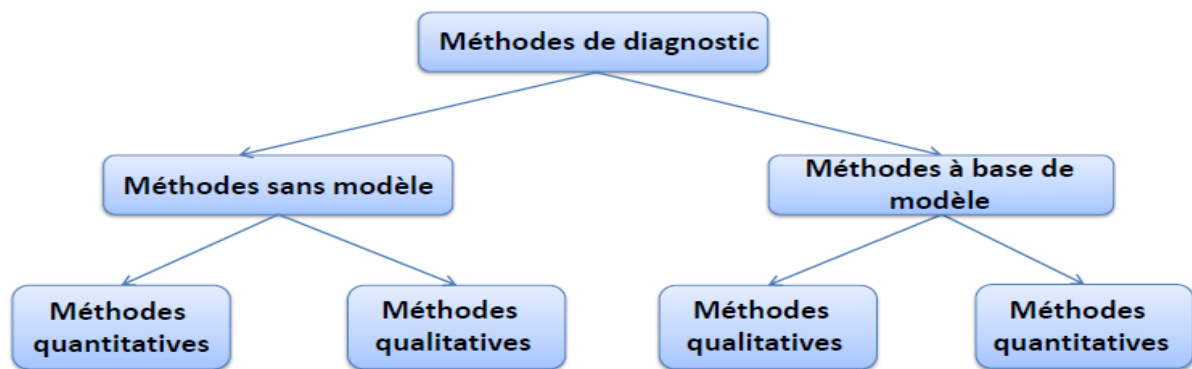 Méthodes de diagnostic
Méthodes sans modèle
Méthodes à base de
modèle
Méthodes
quantitatives
Méthodes
qualitatives
Méthodes
qualitatives
Méthodes
quantitatives